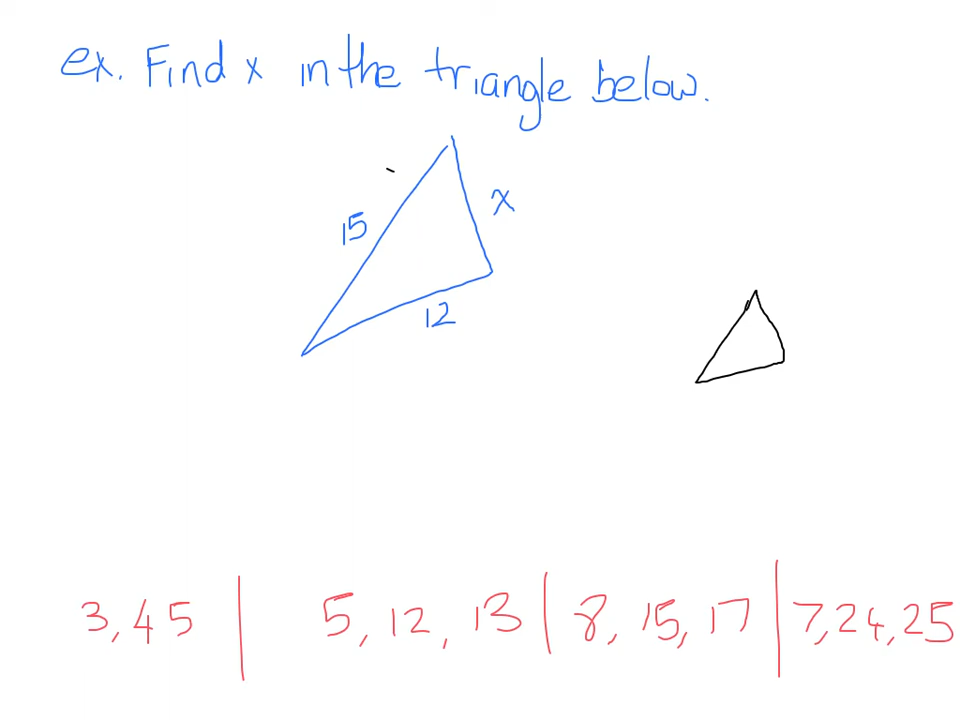 ex. Find x in the triangle below.
x
15
12
3, 4 5 | 5, 12, 13 | 8, 15, 17 | 7, 24, 25